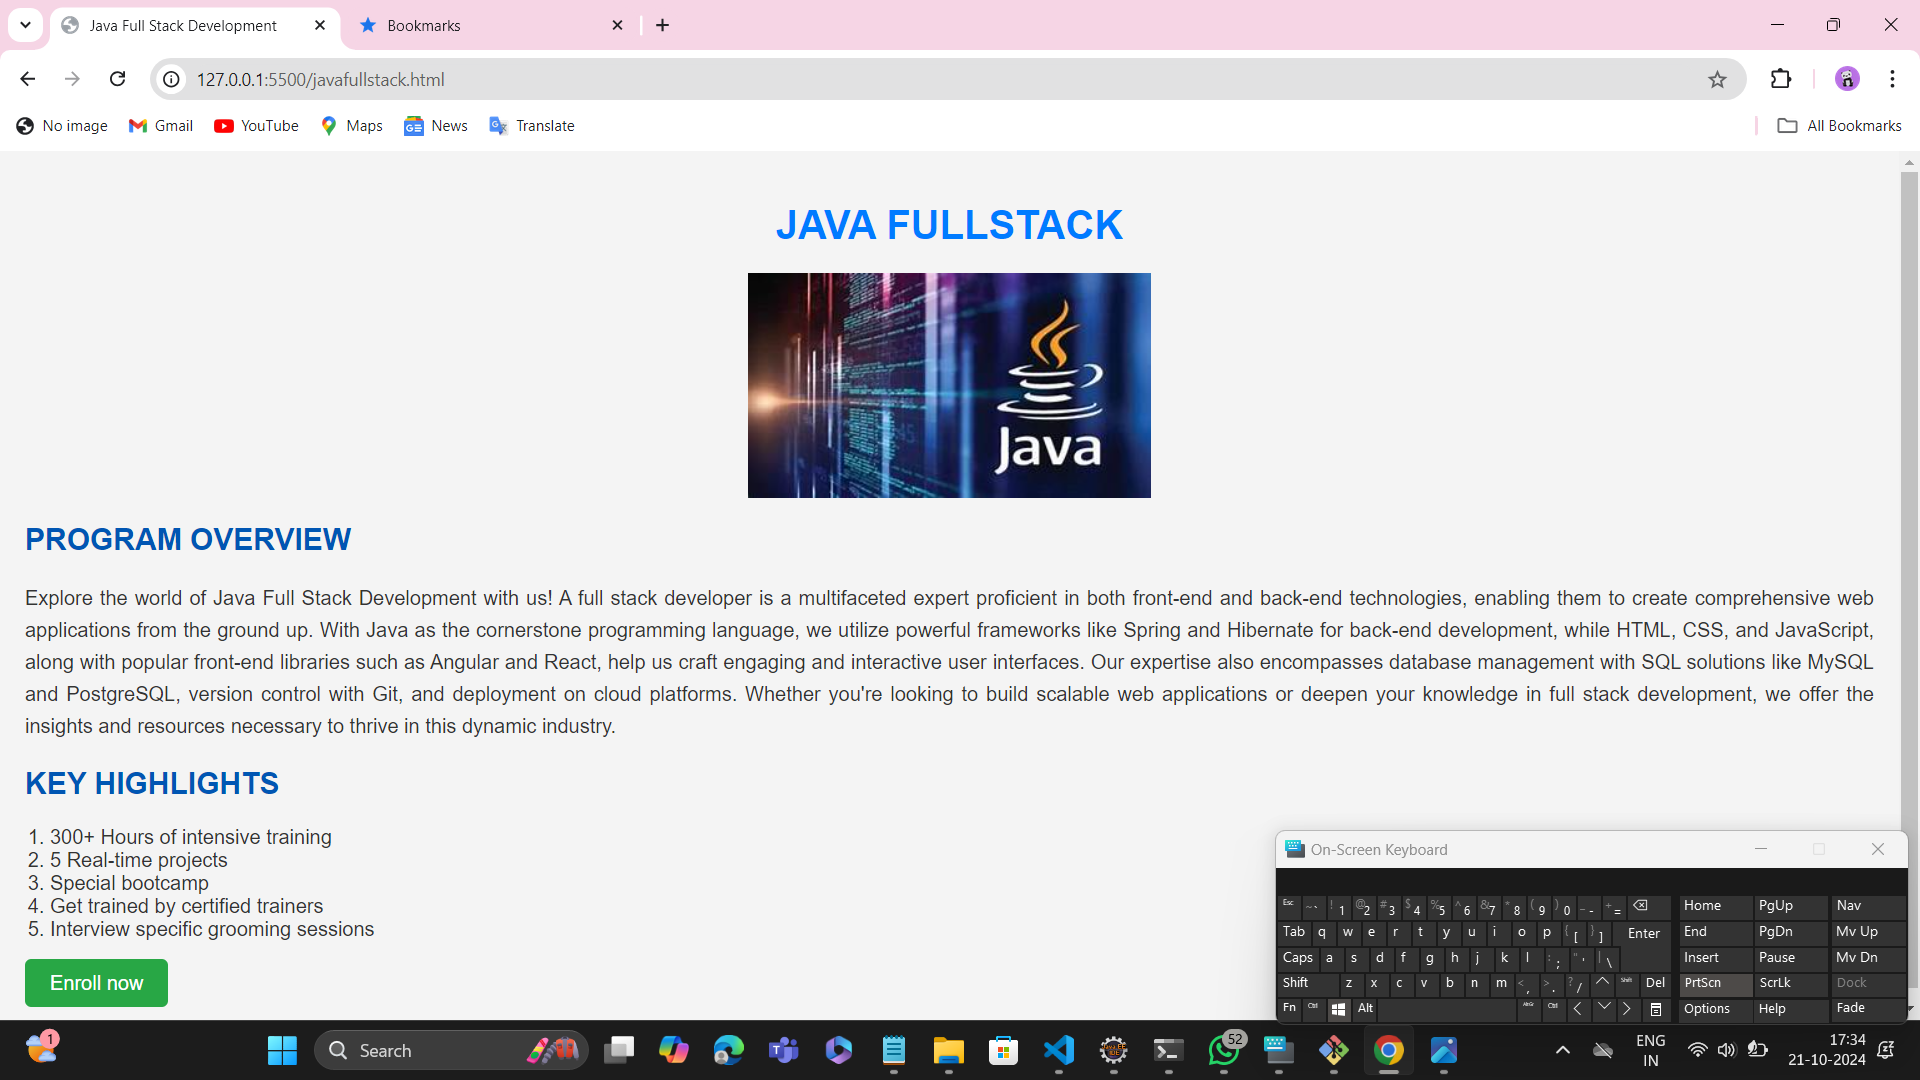 Java Full Stack Development
Bookmarks
127.0.0.1:5500/javafullstack.html
No image
Gmail
YouTube
Maps
News
Translate
All Bookmarks
JAVA FULLSTACK
Java
PROGRAM OVERVIEW
Explore the world of Java Full Stack Development with us! A full stack developer is a multifaceted expert proficient in both front-end and back-end technologies, enabling them to create comprehensive web
applications from the ground up. With Java as the cornerstone programming language, we utilize powerful frameworks like Spring and Hibernate for back-end development, while HTML, CSS, and JavaScript,
along with popular front-end libraries such as Angular and React, help us craft engaging and interactive user interfaces. Our expertise also encompasses database management with SQL solutions like MySQL
and PostgreSQL, version control with Git, and deployment on cloud platforms. Whether you're looking to build scalable web applications or deepen your knowledge in full stack development, we offer the
insights and resources necessary to thrive in this dynamic industry.
KEY HIGHLIGHTS
1. 300+ Hours of intensive training
2. 5 Real-time projects
3. Special bootcamp
4. Get trained by certified trainers
5. Interview specific grooming sessions
Enroll now
On-Screen Keyboard
Esc ~ ` ! 1 @ 2 # 3 $ 4 % 5 ^ 6 & 7 * 8 ( 9 ) 0 _ - + = Home PgUp Nav
Tab q w e r t y u i o p { [ } ] Enter End PgDn Mv Up
Caps a s d f g h j k l : ; " ' | \ Insert Pause Mv Dn
Shift z x c v b n m < , > . ? / Shift Del PrtScn ScrLk Dock
Fn Ctrl Alt AltGr Ctrl Options Help Fade
1
Search
52
ENG
IN
17:34
21-10-2024